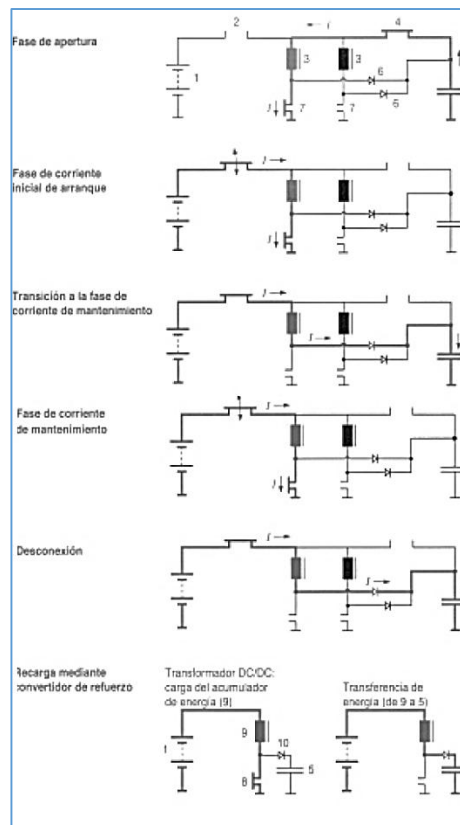 2
I
4
Fase de apertura
3
3
6
1
I
7
7
6
Fase de corriente
inicial de arranque
I
I
Transición a la fase de
corriente de mantenimiento
I
I
Fase de corriente
de mantenimiento
I
I
Desconexión
I
I
Recarga mediante
convertidor de refuerzo
Transformador DC/DC:
carga del acumulador
de energía (9)
Transferencia de
energía (de 9 a 5)
9
1
10
8
5